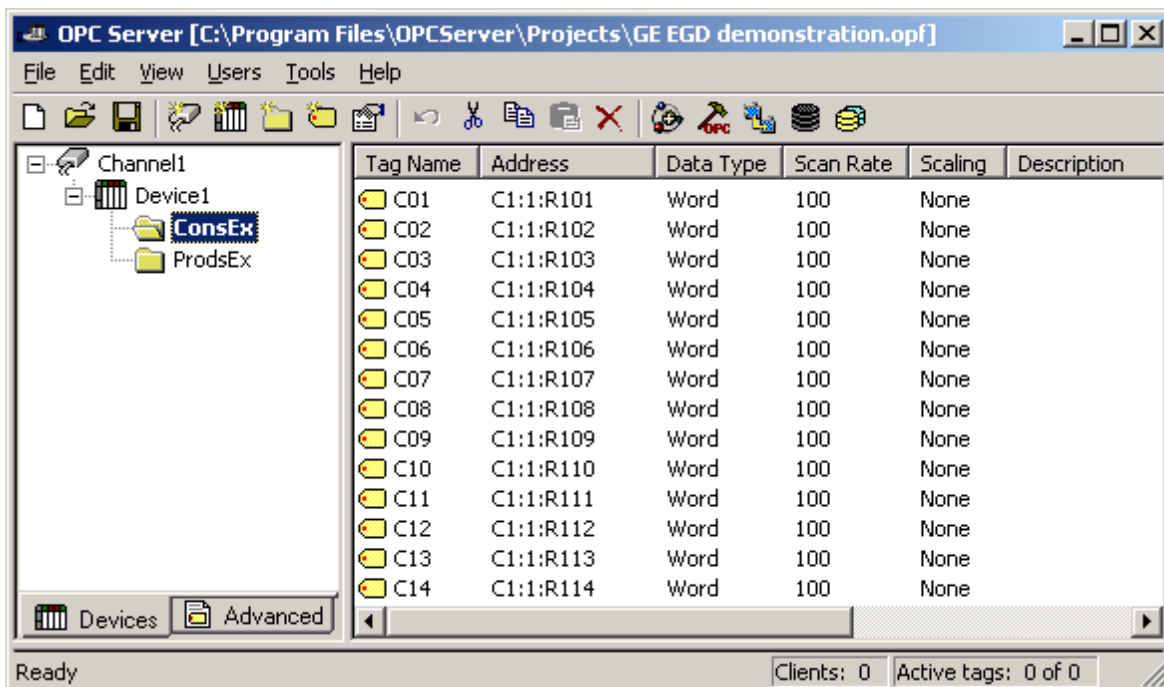 OPC Server [C:\Program Files\OPCServer\Projects\GE EGD demonstration.opf]
File Edit View Users Tools Help
OPC
Channel1
Device1
ConsEx
ProdsEx
Tag Name Address Data Type Scan Rate Scaling Description
C01 C1:1:R101 Word 100 None
C02 C1:1:R102 Word 100 None
C03 C1:1:R103 Word 100 None
C04 C1:1:R104 Word 100 None
C05 C1:1:R105 Word 100 None
C06 C1:1:R106 Word 100 None
C07 C1:1:R107 Word 100 None
C08 C1:1:R108 Word 100 None
C09 C1:1:R109 Word 100 None
C10 C1:1:R110 Word 100 None
C11 C1:1:R111 Word 100 None
C12 C1:1:R112 Word 100 None
C13 C1:1:R113 Word 100 None
C14 C1:1:R114 Word 100 None
Devices Advanced
Ready Clients: 0 Active tags: 0 of 0